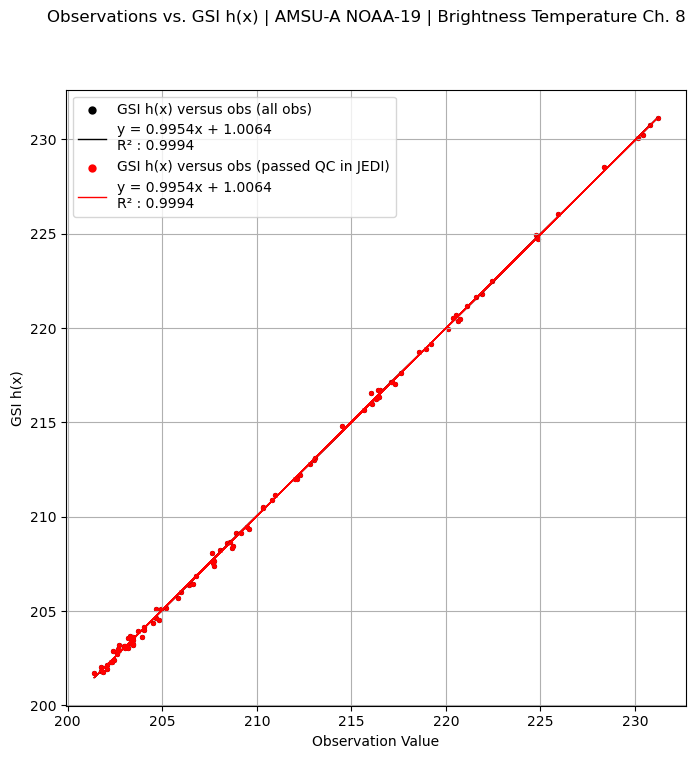 Observations vs. GSI h(x) | AMSU-A NOAA-19 | Brightness Temperature Ch. 8
GSI h(x) versus obs (all obs)
y = 0.9954x + 1.0064
R² : 0.9994
GSI h(x) versus obs (passed QC in JEDI)
y = 0.9954x + 1.0064
R² : 0.9994
230
225
220
215
210
205
200
GSI h(x)
200 205 210 215 220 225 230
Observation Value